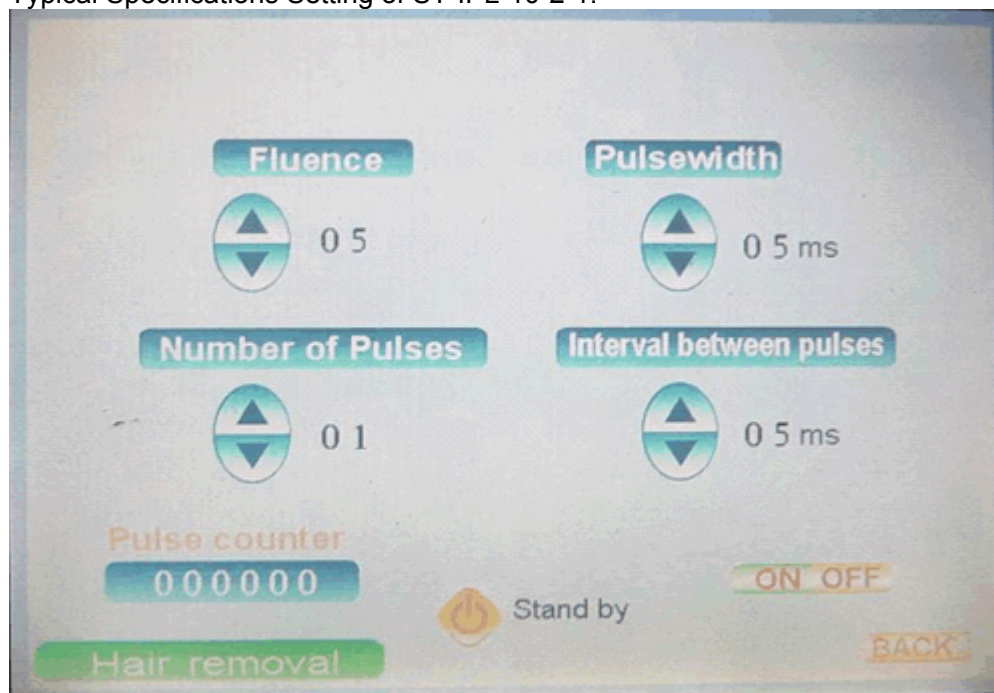 Fluence
Pulsewidth
0 5
0 5 ms
Number of Pulses
Interval between pulses
0 1
0 5 ms
Pulse counter
000000
ON OFF
Stand by
BACK
Hair removal